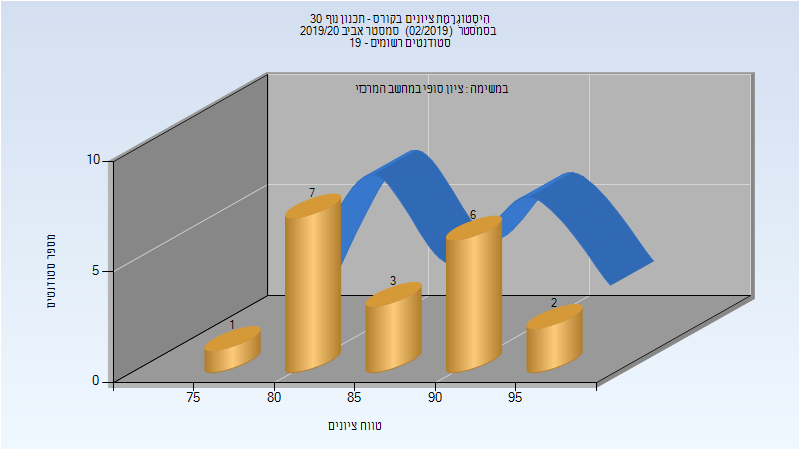 היסטוגרמת ציונים בקורס - תכנון נוף 30
בסמסטר (02/2019) סמסטר אביב 2019/20
סטודנטים רשומים - 19
במשימה : ציון סופי במחשב המרכזי
מספר סטודנטים
10
5
0
1
7
3
6
2
75
80
85
90
95
טווח ציונים